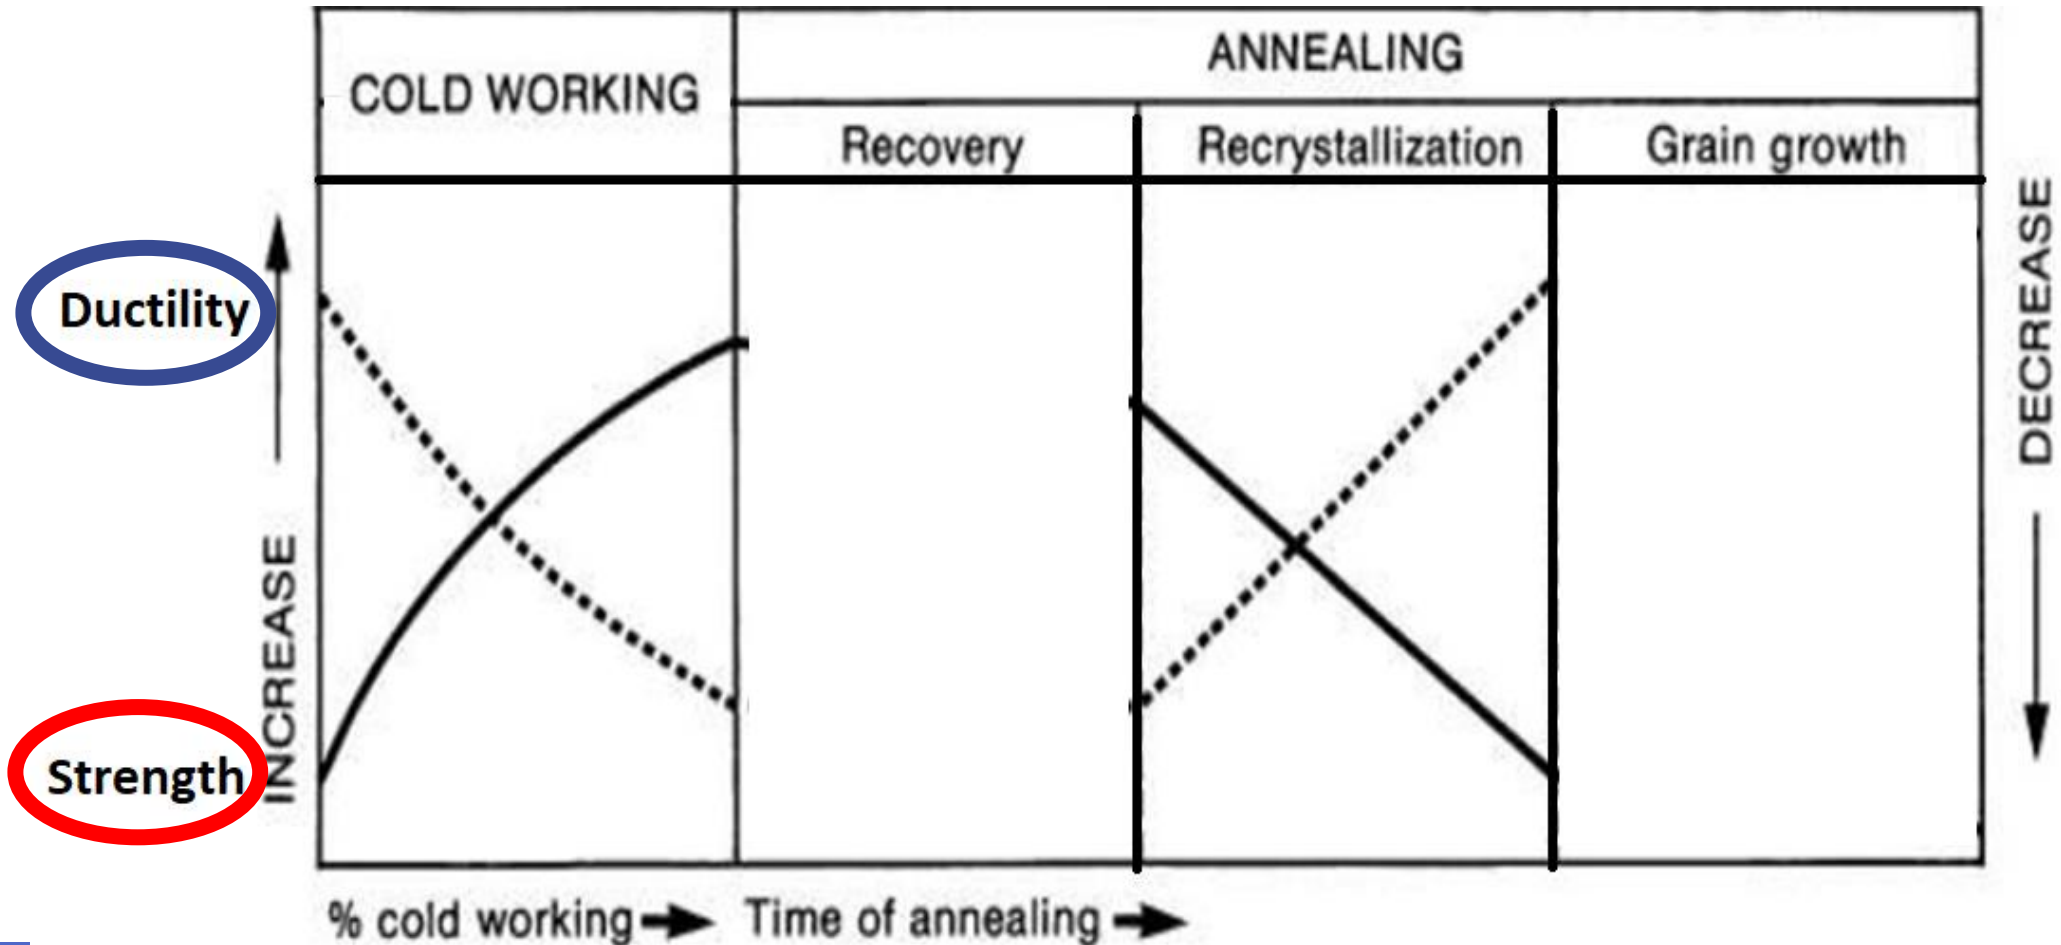 COLD WORKING
ANNEALING
Recovery
Recrystallization
Grain growth
Ductility
Strength
INCREASE
DECREASE
% cold working
Time of annealing